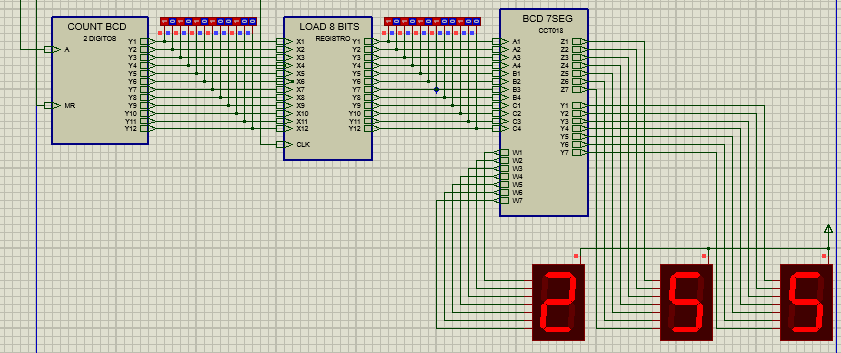 COUNT BCD
2 DIGITOS
A
MR
Y1
Y2
Y3
Y4
Y5
Y6
Y7
Y8
Y9
Y10
Y11
Y12
LOAD 8 BITS
REGISTRO
X1
X2
X3
X4
X5
X6
X7
X8
X9
X10
X11
X12
CLK
Y1
Y2
Y3
Y4
Y5
Y6
Y7
Y8
Y9
Y10
Y11
Y12
BCD 7SEG
CCT018
A1
A2
A3
A4
B1
B2
B3
B4
C1
C2
C3
C4
W1
W2
W3
W4
W5
W6
W7
Z1
Z2
Z3
Z4
Z5
Z6
Z7
Y1
Y2
Y3
Y4
Y5
Y6
Y7
2 5 5